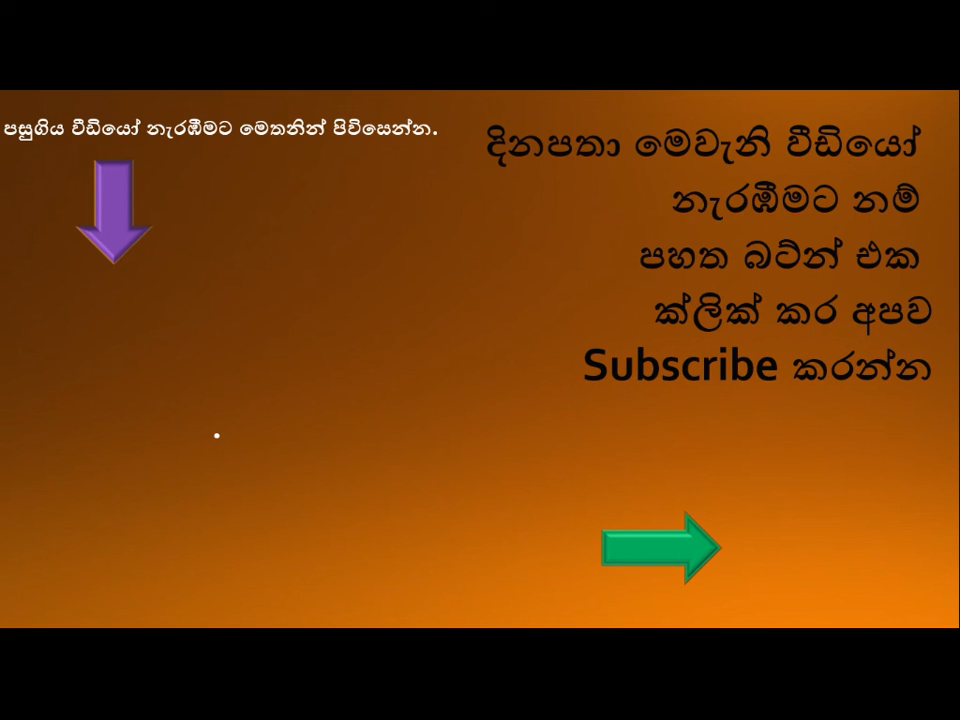 පසුගිය වීඩියෝ නැරඹීමට මෙතනින් පිවිසෙන්න.
දිනපතා මෙවැනි වීඩියෝ
නැරඹීමට නම්
පහත බට්න් එක
ක්ලික් කර අපව
Subscribe කරන්න